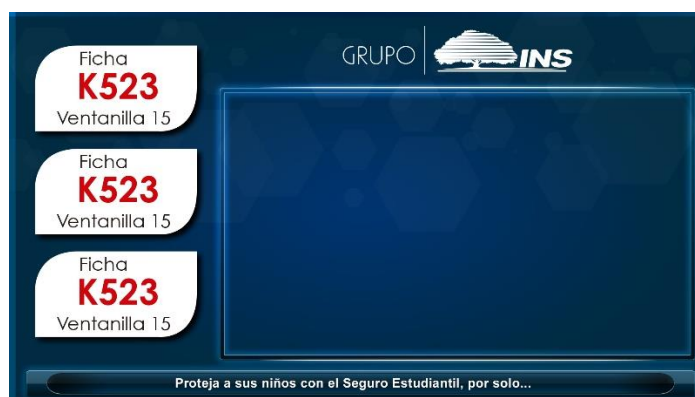 Ficha
K523
Ventanilla 15
GRUPO INS
Ficha
K523
Ventanilla 15
Ficha
K523
Ventanilla 15
Proteja a sus niños con el Seguro Estudiantil, por solo...